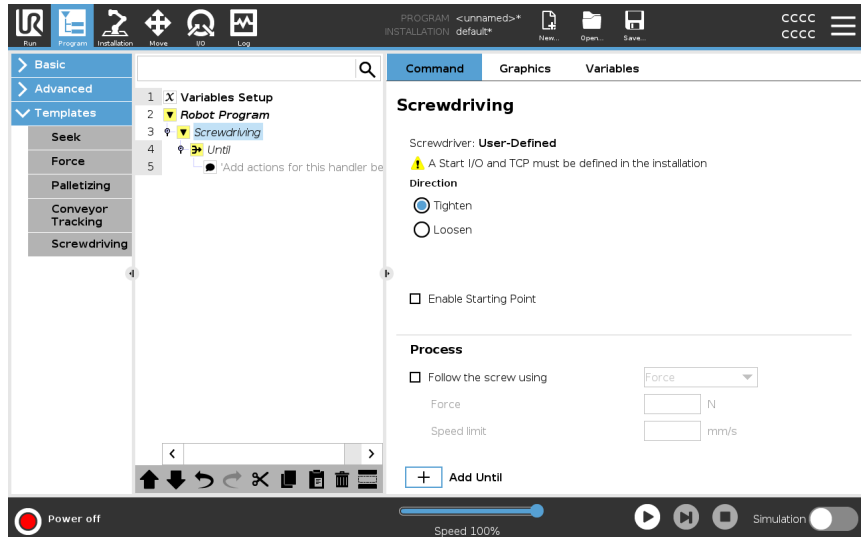 PROGRAM <unnamed>*
INSTALLATION default*
CCCC
CCCC
Run
Program
Installation
Move
I/O
Log
New...
Open...
Save...
Basic
Advanced
Templates
Seek
Force
Palletizing
Conveyor
Tracking
Screwdriving
1 X Variables Setup
2 Robot Program
3 Screwdriving
4 Until
5 'Add actions for this handler be
Command Graphics Variables
Screwdriving
Screwdriver: User-Defined
A Start I/O and TCP must be defined in the installation
Direction
Tighten
Loosen
Enable Starting Point
Process
Follow the screw using Force
Force N
Speed limit mm/s
+ Add Until
Power off
Speed 100%
Simulation